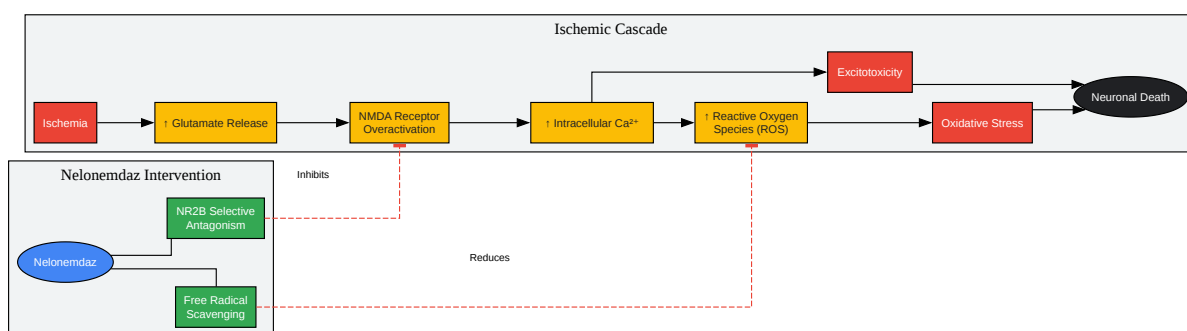 Ischemic Cascade
Excitotoxicity
Neuronal Death
Ischemia
↑ Glutamate Release
NMDA Receptor
Overactivation
↑ Intracellular Ca²⁺
↑ Reactive Oxygen
Species (ROS)
Oxidative Stress
Nelonemdaz Intervention
Inhibits
NR2B Selective
Antagonism
Nelonemdaz
Reduces
Free Radical
Scavenging